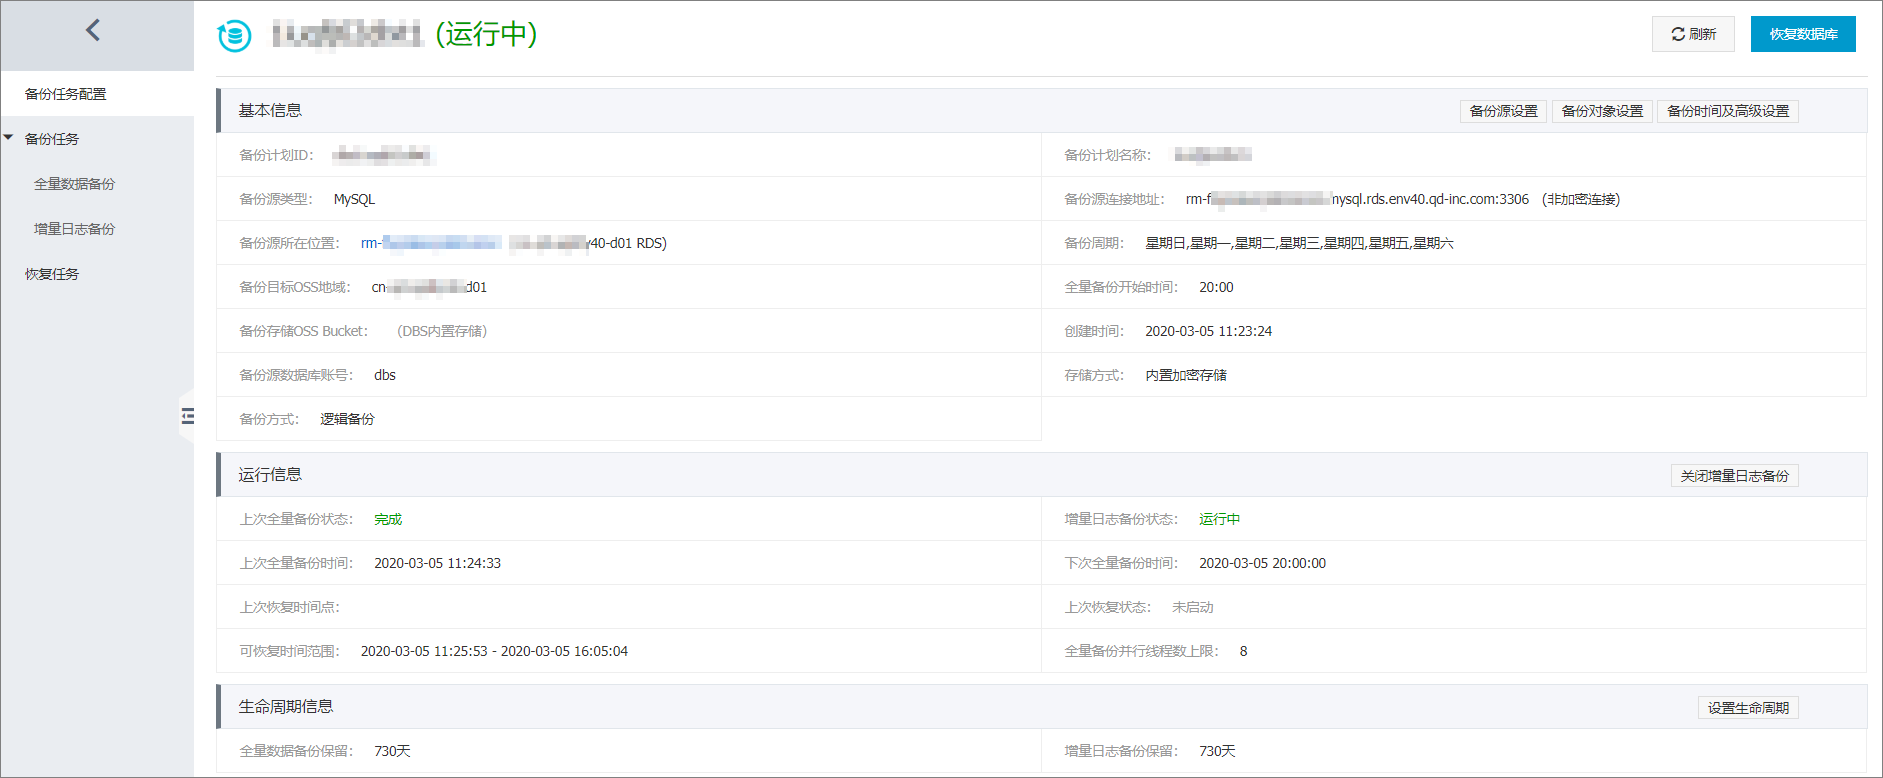 (运行中)
刷新
恢复数据库
备份任务配置
备份任务
全量数据备份
增量日志备份
恢复任务
基本信息
备份源设置
备份对象设置
备份时间及高级设置
备份计划ID:
备份计划名称:
备份源类型: MySQL
备份源连接地址: rm- mysql.rds.env40.qd-inc.com:3306 (非加密连接)
备份源所在位置: rm- y40-d01 RDS)
备份周期: 星期日,星期一,星期二,星期三,星期四,星期五,星期六
备份目标OSS地域: cn- d01
全量备份开始时间: 20:00
备份存储OSS Bucket: (DBS内置存储)
创建时间: 2020-03-05 11:23:24
备份源数据库账号: dbs
存储方式: 内置加密存储
备份方式: 逻辑备份
运行信息
关闭增量日志备份
上次全量备份状态: 完成
增量日志备份状态: 运行中
上次全量备份时间: 2020-03-05 11:24:33
下次全量备份时间: 2020-03-05 20:00:00
上次恢复时间点:
上次恢复状态: 未启动
可恢复时间范围: 2020-03-05 11:25:53 - 2020-03-05 16:05:04
全量备份并行线程数上限: 8
生命周期信息
设置生命周期
全量数据备份保留: 730天
增量日志备份保留: 730天